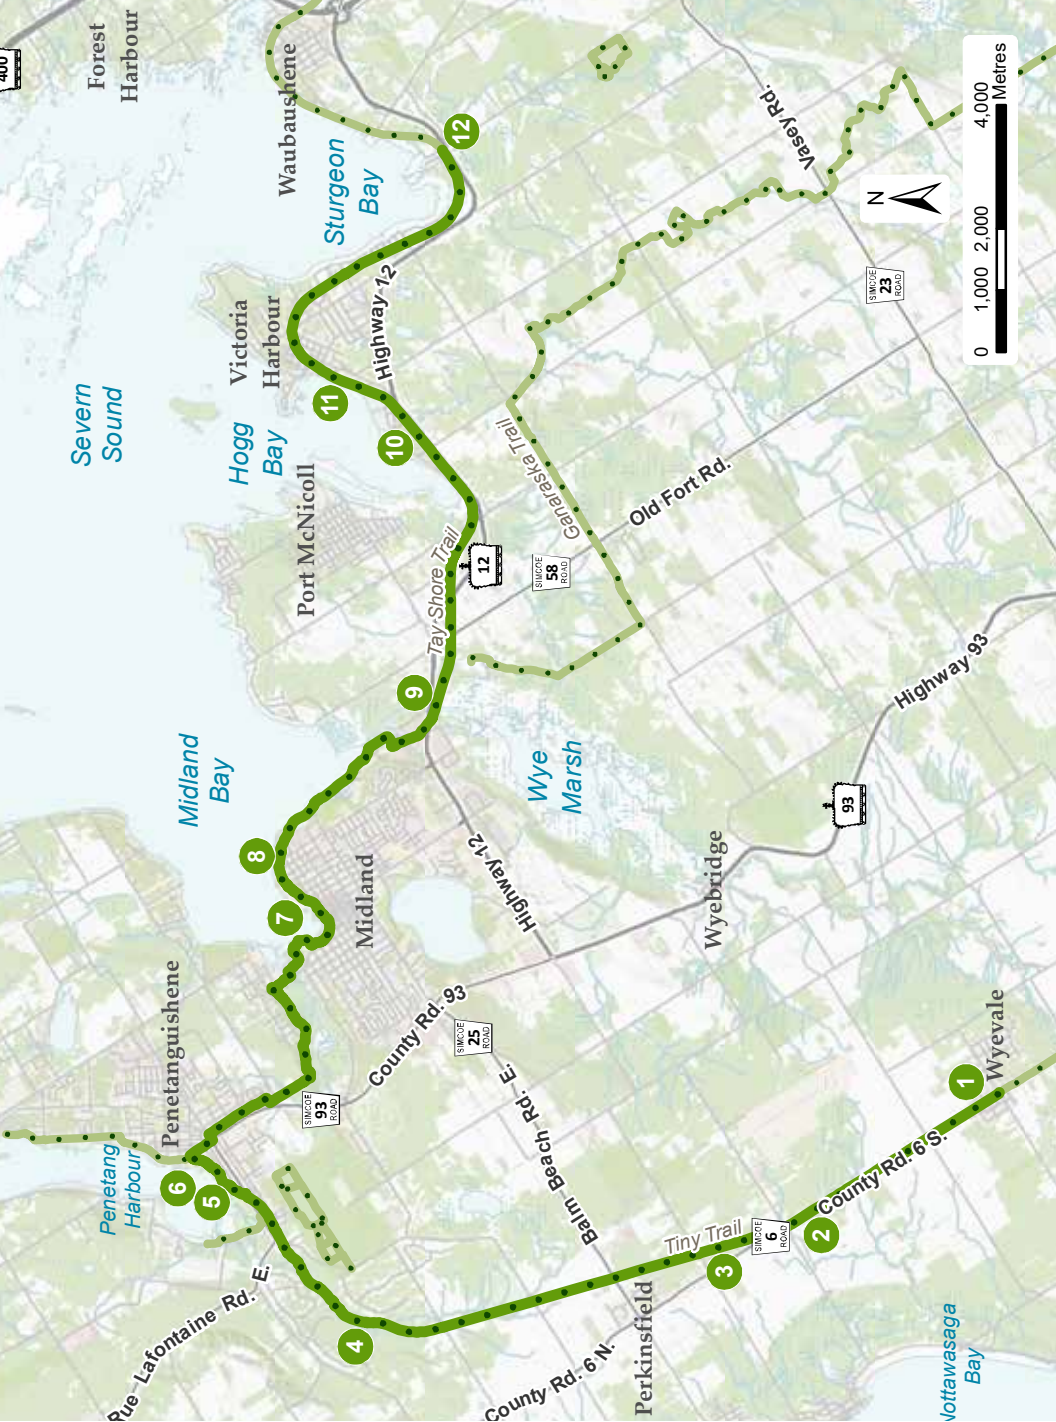 Nottawasaga
Bay
County Rd. 6 N.
Perkinsfield
Rue Lafontaine Rd. E.
4
3
Tiny Trail
SIMCOE
6
ROAD
2
County Rd. 6 S.
1
Wyevale
Balm Beach Rd. E.
SIMCOE
25
ROAD
County Rd. 93
SIMCOE
93
ROAD
Penetang
Harbour
6
5
Penetanguishene
7
8
Midland
Midland
Bay
Highway 12
Wyebridge
93
Highway 93
Wye
Marsh
9
Tay Shore Trail
12
SIMCOE
58
ROAD
Old Fort Rd.
Ganaraska Trail
Port McNicoll
Hogg
Bay
Severn
Sound
10
11
Victoria
Harbour
Highway 12
Sturgeon
Bay
12
Waubaushene
Forest
Harbour
400
Vasey Rd.
SIMCOE
23
ROAD
N
0 1,000 2,000 4,000
Metres